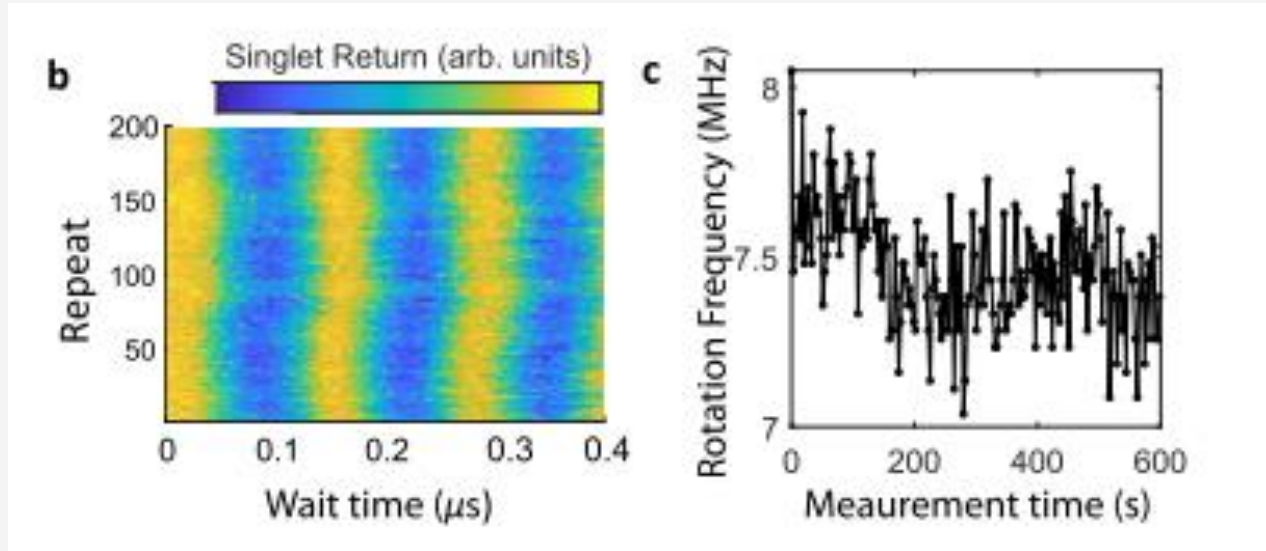 b
Singlet Return (arb. units)
200
150
100
50
Repeat
0 0.1 0.2 0.3 0.4
Wait time (μs)
c
Rotation Frequency (MHz)
8
7.5
7
0 200 400 600
Meaurement time (s)